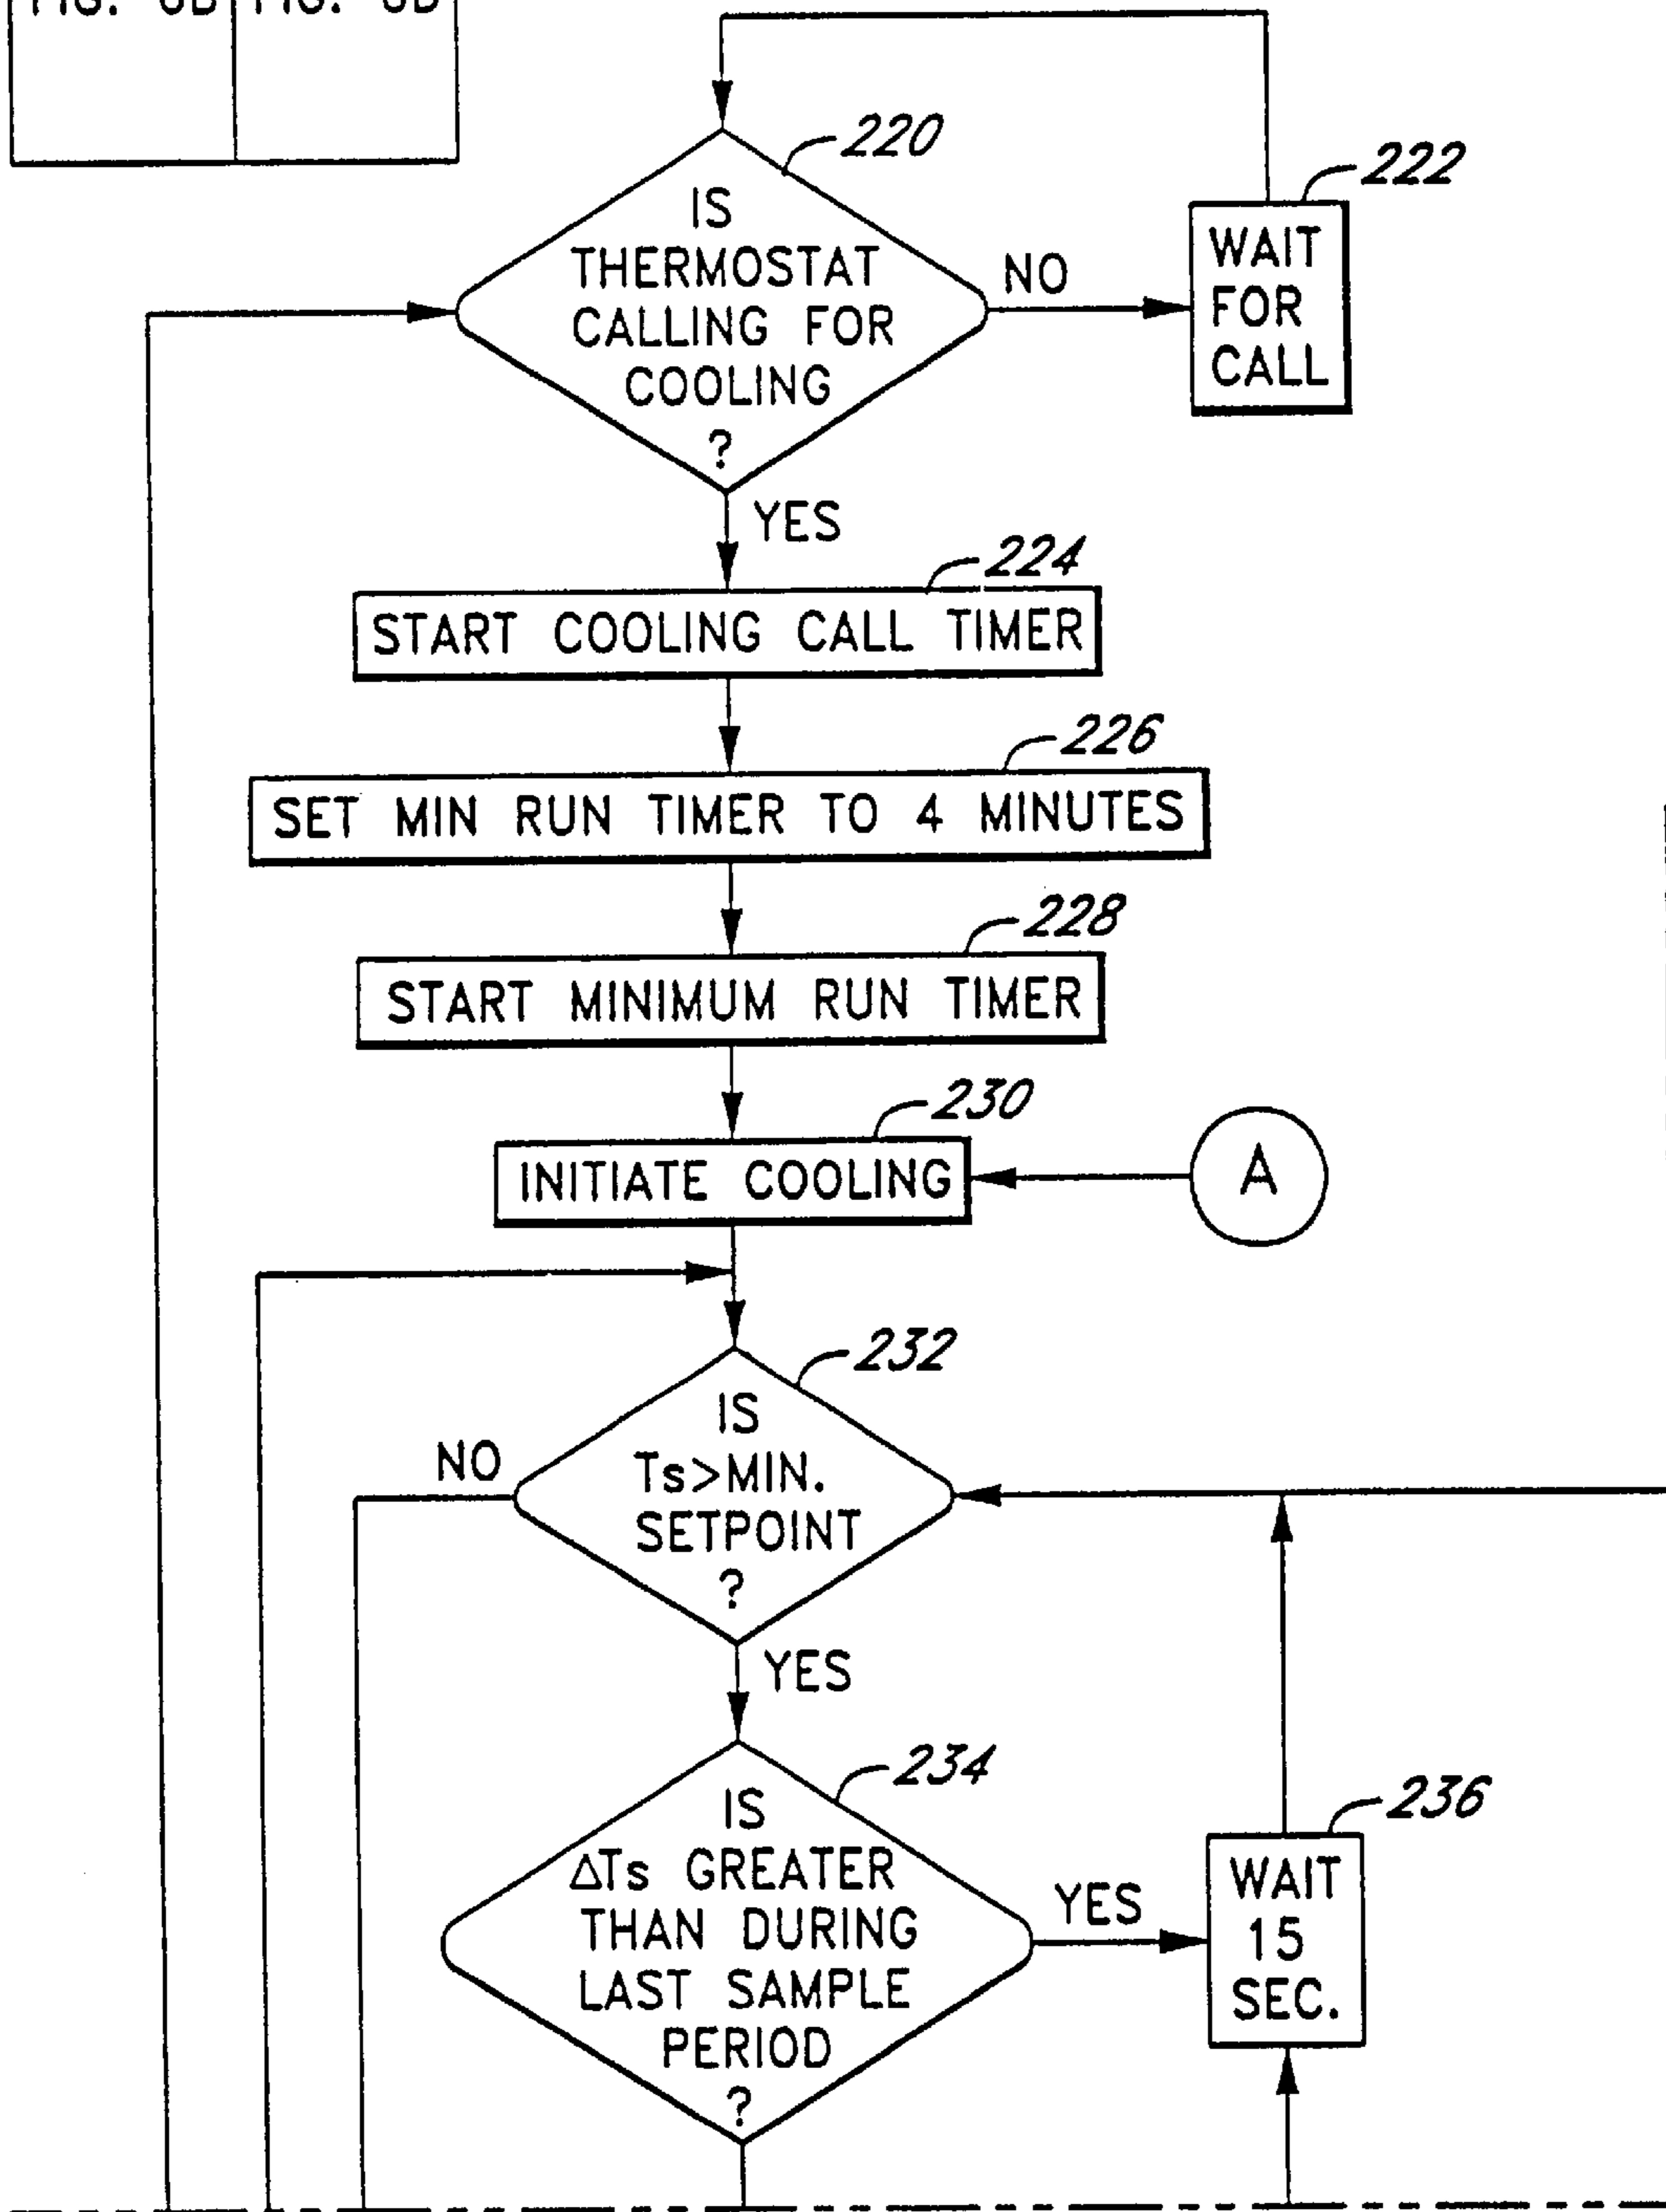 220
IS
THERMOSTAT
CALLING FOR
COOLING
?
NO
222
WAIT
FOR
CALL
YES
224
START COOLING CALL TIMER
226
SET MIN RUN TIMER TO 4 MINUTES
228
START MINIMUM RUN TIMER
230
INITIATE COOLING
A
232
IS
Ts>MIN.
SETPOINT
?
NO
YES
234
IS
ΔTs GREATER
THAN DURING
LAST SAMPLE
PERIOD
?
YES
236
WAIT
15
SEC.